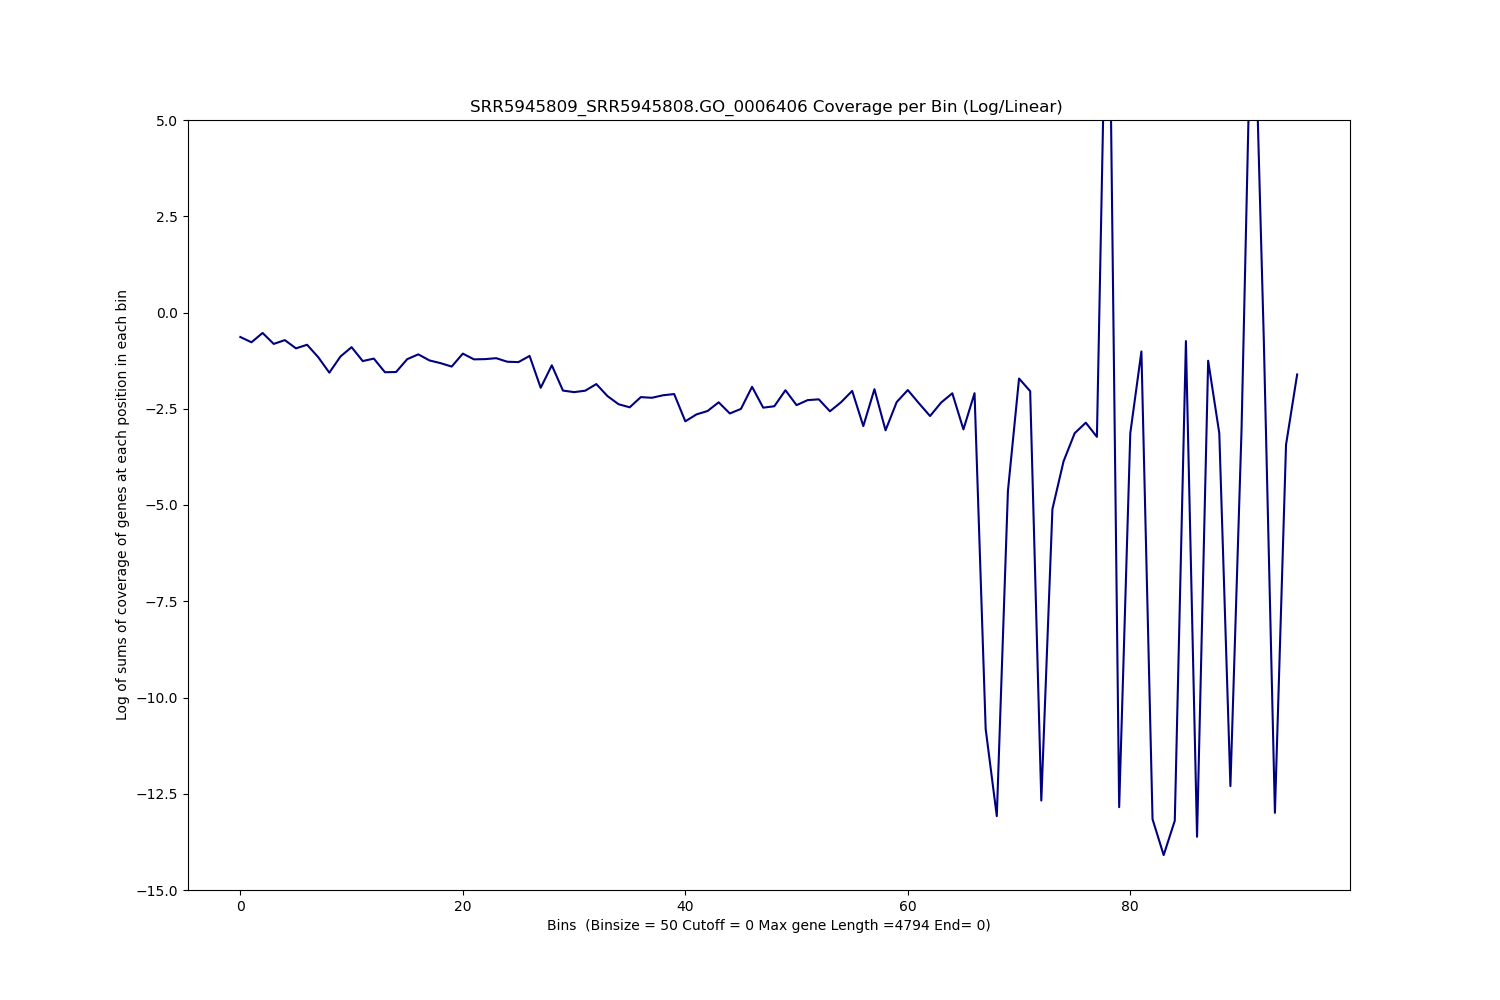 SRR5945809_SRR5945808.GO_0006406 Coverage per Bin (Log/Linear)
Log of sums of coverage of genes at each position in each bin
5.0
2.5
0.0
−2.5
−5.0
−7.5
−10.0
−12.5
−15.0
0 20 40 60 80
Bins  (Binsize = 50 Cutoff = 0 Max gene Length =4794 End= 0)